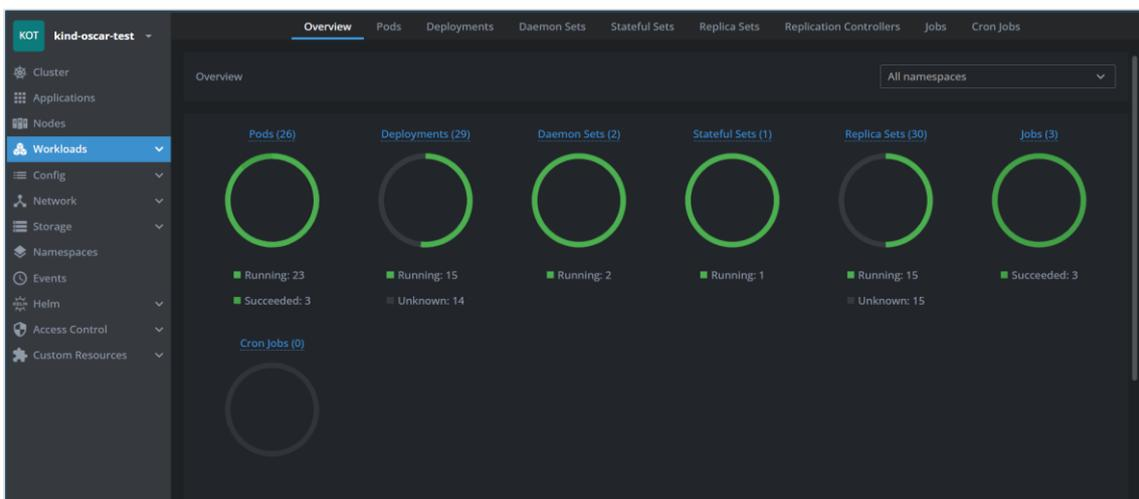 KOT kind-oscar-test
Overview Pods Deployments Daemon Sets Stateful Sets Replica Sets Replication Controllers Jobs Cron Jobs
Cluster
Applications
Nodes
Workloads
Config
Network
Storage
Namespaces
Events
Helm
Access Control
Custom Resources
Overview All namespaces
Pods (26) Deployments (29) Daemon Sets (2) Stateful Sets (1) Replica Sets (30) Jobs (3)
Running: 23 Running: 15 Running: 2 Running: 1 Running: 15 Succeeded: 3
Succeeded: 3 Unknown: 14 Unknown: 15
Cron Jobs (0)